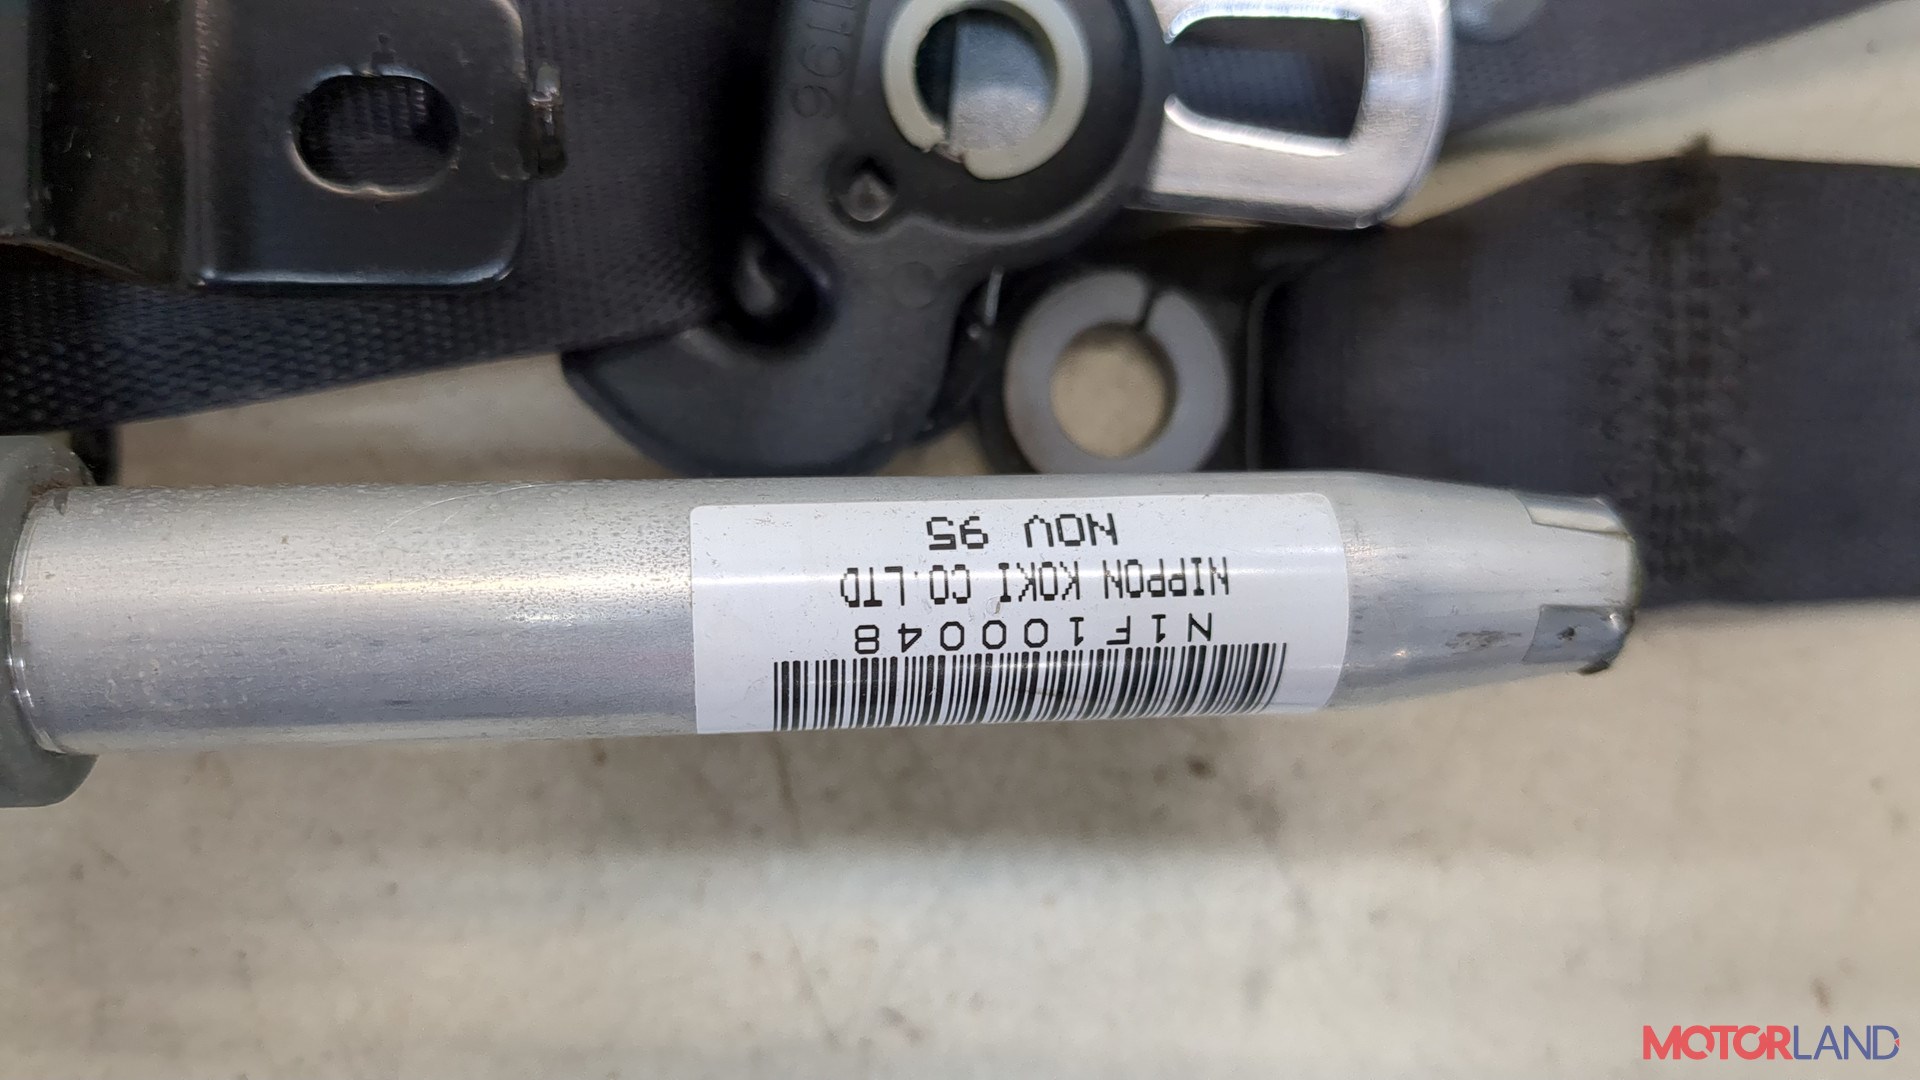 N1F100048
NIPPON KOKI CO.LTD
NOV 95
MOTORLAND